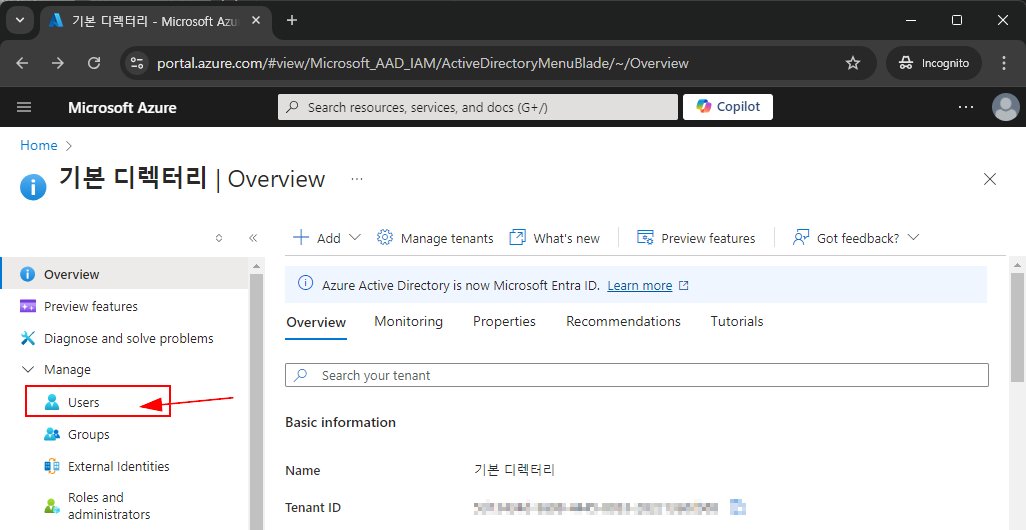 기본 디렉터리 - Microsoft Azu
portal.azure.com/#view/Microsoft_AAD_IAM/ActiveDirectoryMenuBlade/~/Overview
Incognito
Microsoft Azure
Search resources, services, and docs (G+/)
Copilot
Home
기본 디렉터리 | Overview
Add
Manage tenants
What's new
Preview features
Got feedback?
Overview
Preview features
Diagnose and solve problems
Manage
Users
Groups
External Identities
Roles and
administrators
Azure Active Directory is now Microsoft Entra ID. Learn more
Overview Monitoring Properties Recommendations Tutorials
Search your tenant
Basic information
Name 기본 디렉터리
Tenant ID